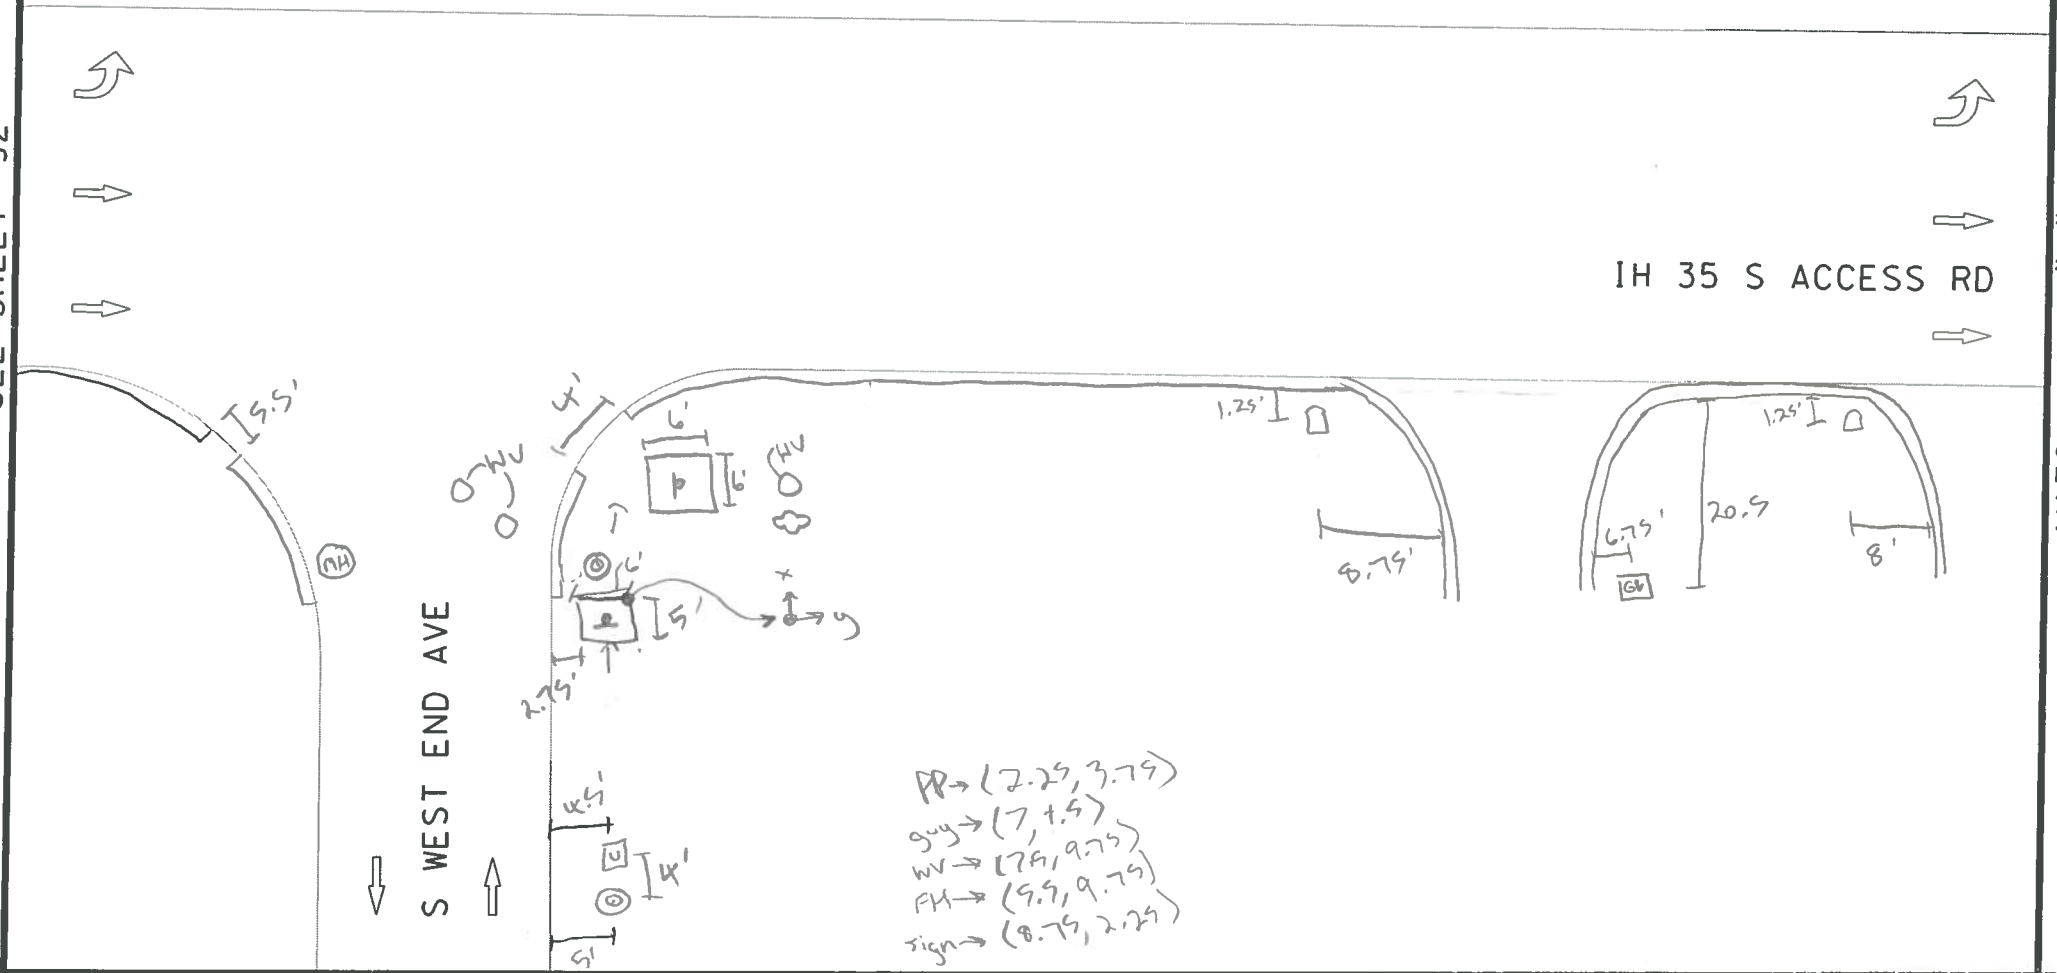 IH 35 S ACCESS RD
5.5'
4'
6'
1.25'
1.25'
WV
WV
p
6'
20.5
MH
6.75'
8.75'
8'
6'
Gb
x
e
5'
y
2.75'
S WEST END AVE
4.5'
u
4'
5'
PP→ (2.25, 3.75)
guy→ (7, 4.5)
WV→ (7.5, 9.75)
FH→ (5.5, 9.75)
sign→ (8.75, 2.25)